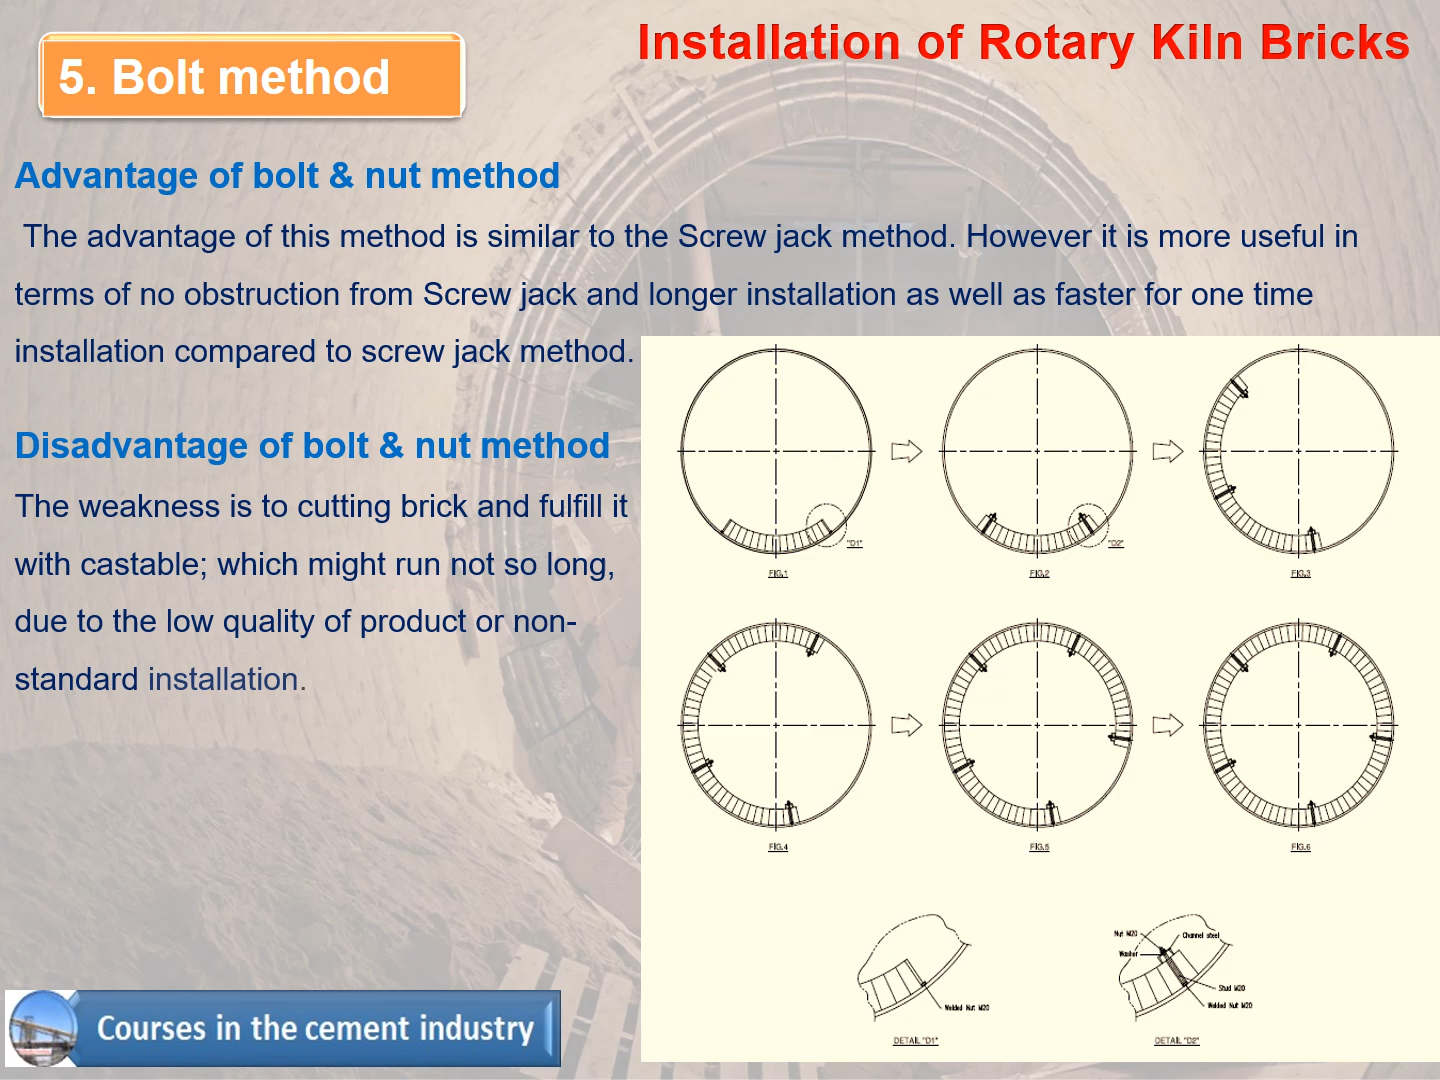 Installation of Rotary Kiln Bricks
5. Bolt method
Advantage of bolt & nut method
The advantage of this method is similar to the Screw jack method. However it is more useful in
terms of no obstruction from Screw jack and longer installation as well as faster for one time
installation compared to screw jack method.
Disadvantage of bolt & nut method
The weakness is to cutting brick and fulfill it
with castable; which might run not so long,
due to the low quality of product or non-
standard installation.
"D1"
"D2"
FIG.1
FIG.2
FIG.3
FIG.4
FIG.5
FIG.6
Welded Nut M20
DETAIL "D1"
Nut M20
Channel steel
Washer
Stud M20
Welded Nut M20
DETAIL "D2"
Courses in the cement industry